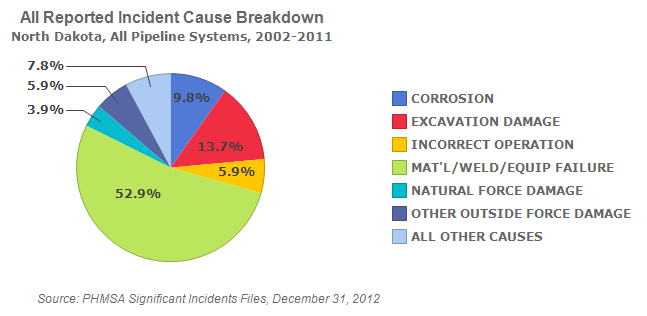 All Reported Incident Cause Breakdown
North Dakota, All Pipeline Systems, 2002-2011
7.8%
5.9%
3.9%
9.8%
13.7%
5.9%
52.9%
CORROSION
EXCAVATION DAMAGE
INCORRECT OPERATION
MAT'L/WELD/EQUIP FAILURE
NATURAL FORCE DAMAGE
OTHER OUTSIDE FORCE DAMAGE
ALL OTHER CAUSES
Source: PHMSA Significant Incidents Files, December 31, 2012